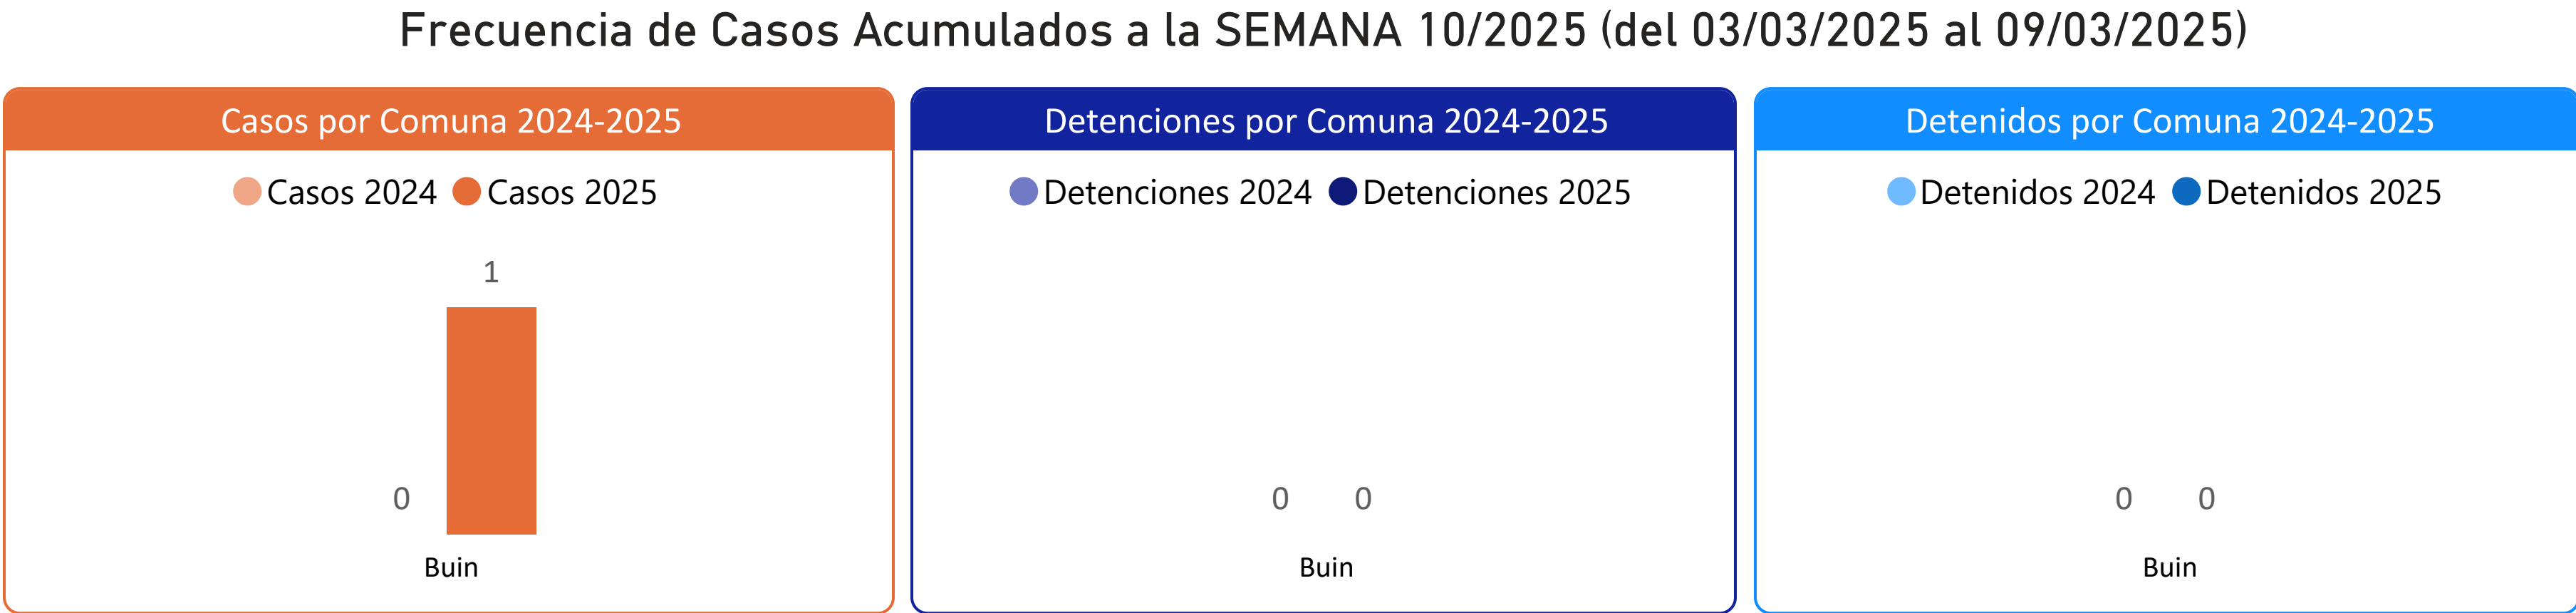 Frecuencia de Casos Acumulados a la SEMANA 10/2025 (del 03/03/2025 al 09/03/2025)
Casos por Comuna 2024-2025
Casos 2024 Casos 2025
1
0
Buin
Detenciones por Comuna 2024-2025
Detenciones 2024 Detenciones 2025
0 0
Buin
Detenidos por Comuna 2024-2025
Detenidos 2024 Detenidos 2025
0 0
Buin